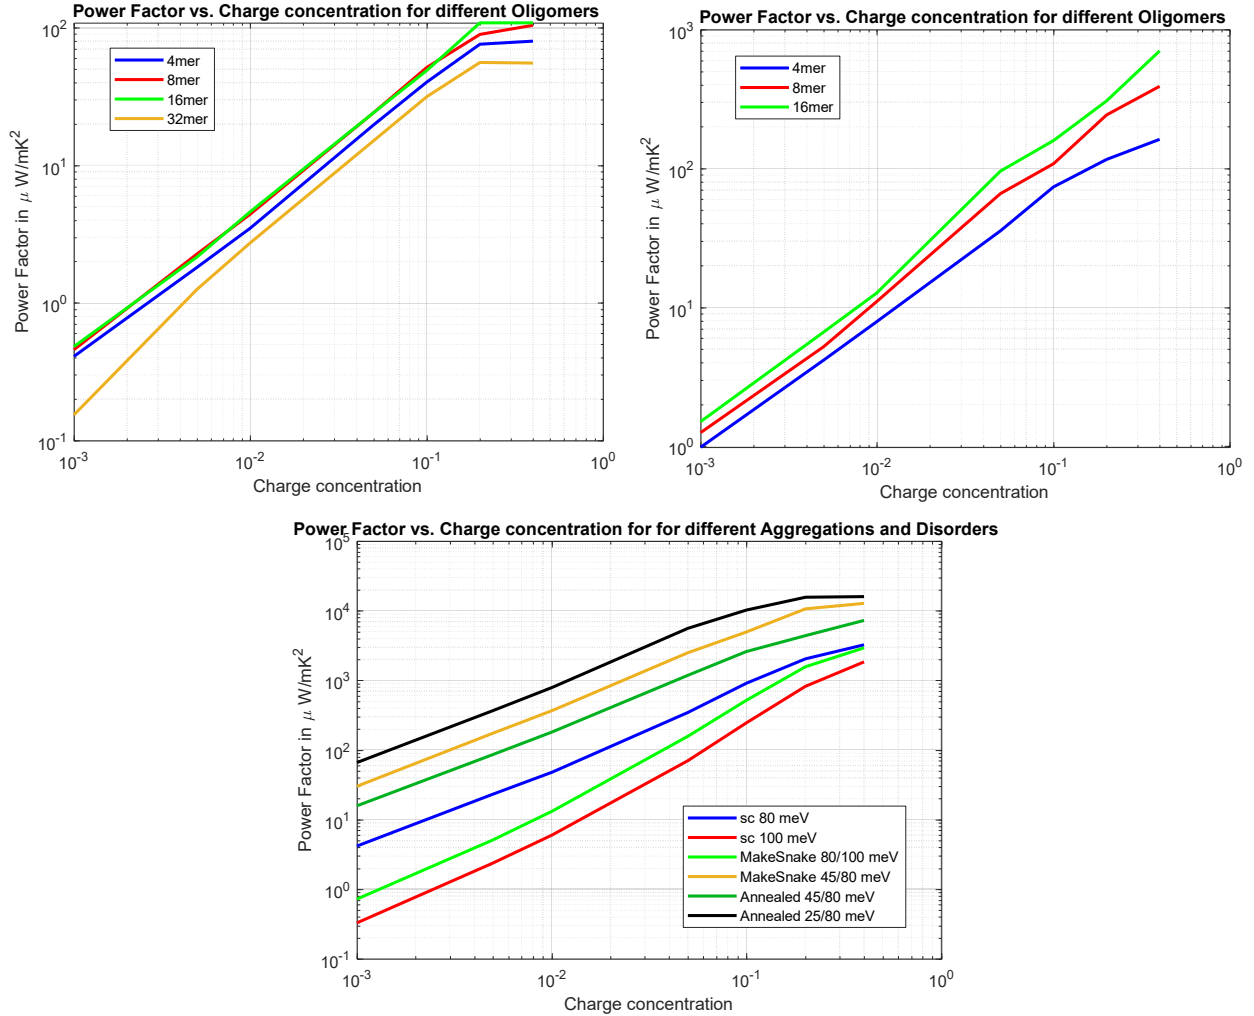 Power Factor vs. Charge concentration for different Oligomers
10^2
10^1
10^0
10^-1
Power Factor in μ W/mK^2
4mer
8mer
16mer
32mer
10^-3
10^-2
10^-1
10^0
Charge concentration
Power Factor vs. Charge concentration for different Oligomers
10^3
10^2
10^1
10^0
Power Factor in μ W/mK^2
4mer
8mer
16mer
10^-3
10^-2
10^-1
10^0
Charge concentration
Power Factor vs. Charge concentration for for different Aggregations and Disorders
10^5
10^4
10^3
10^2
10^1
10^0
10^-1
Power Factor in μ W/mK^2
sc 80 meV
sc 100 meV
MakeSnake 80/100 meV
MakeSnake 45/80 meV
Annealed 45/80 meV
Annealed 25/80 meV
10^-3
10^-2
10^-1
10^0
Charge concentration